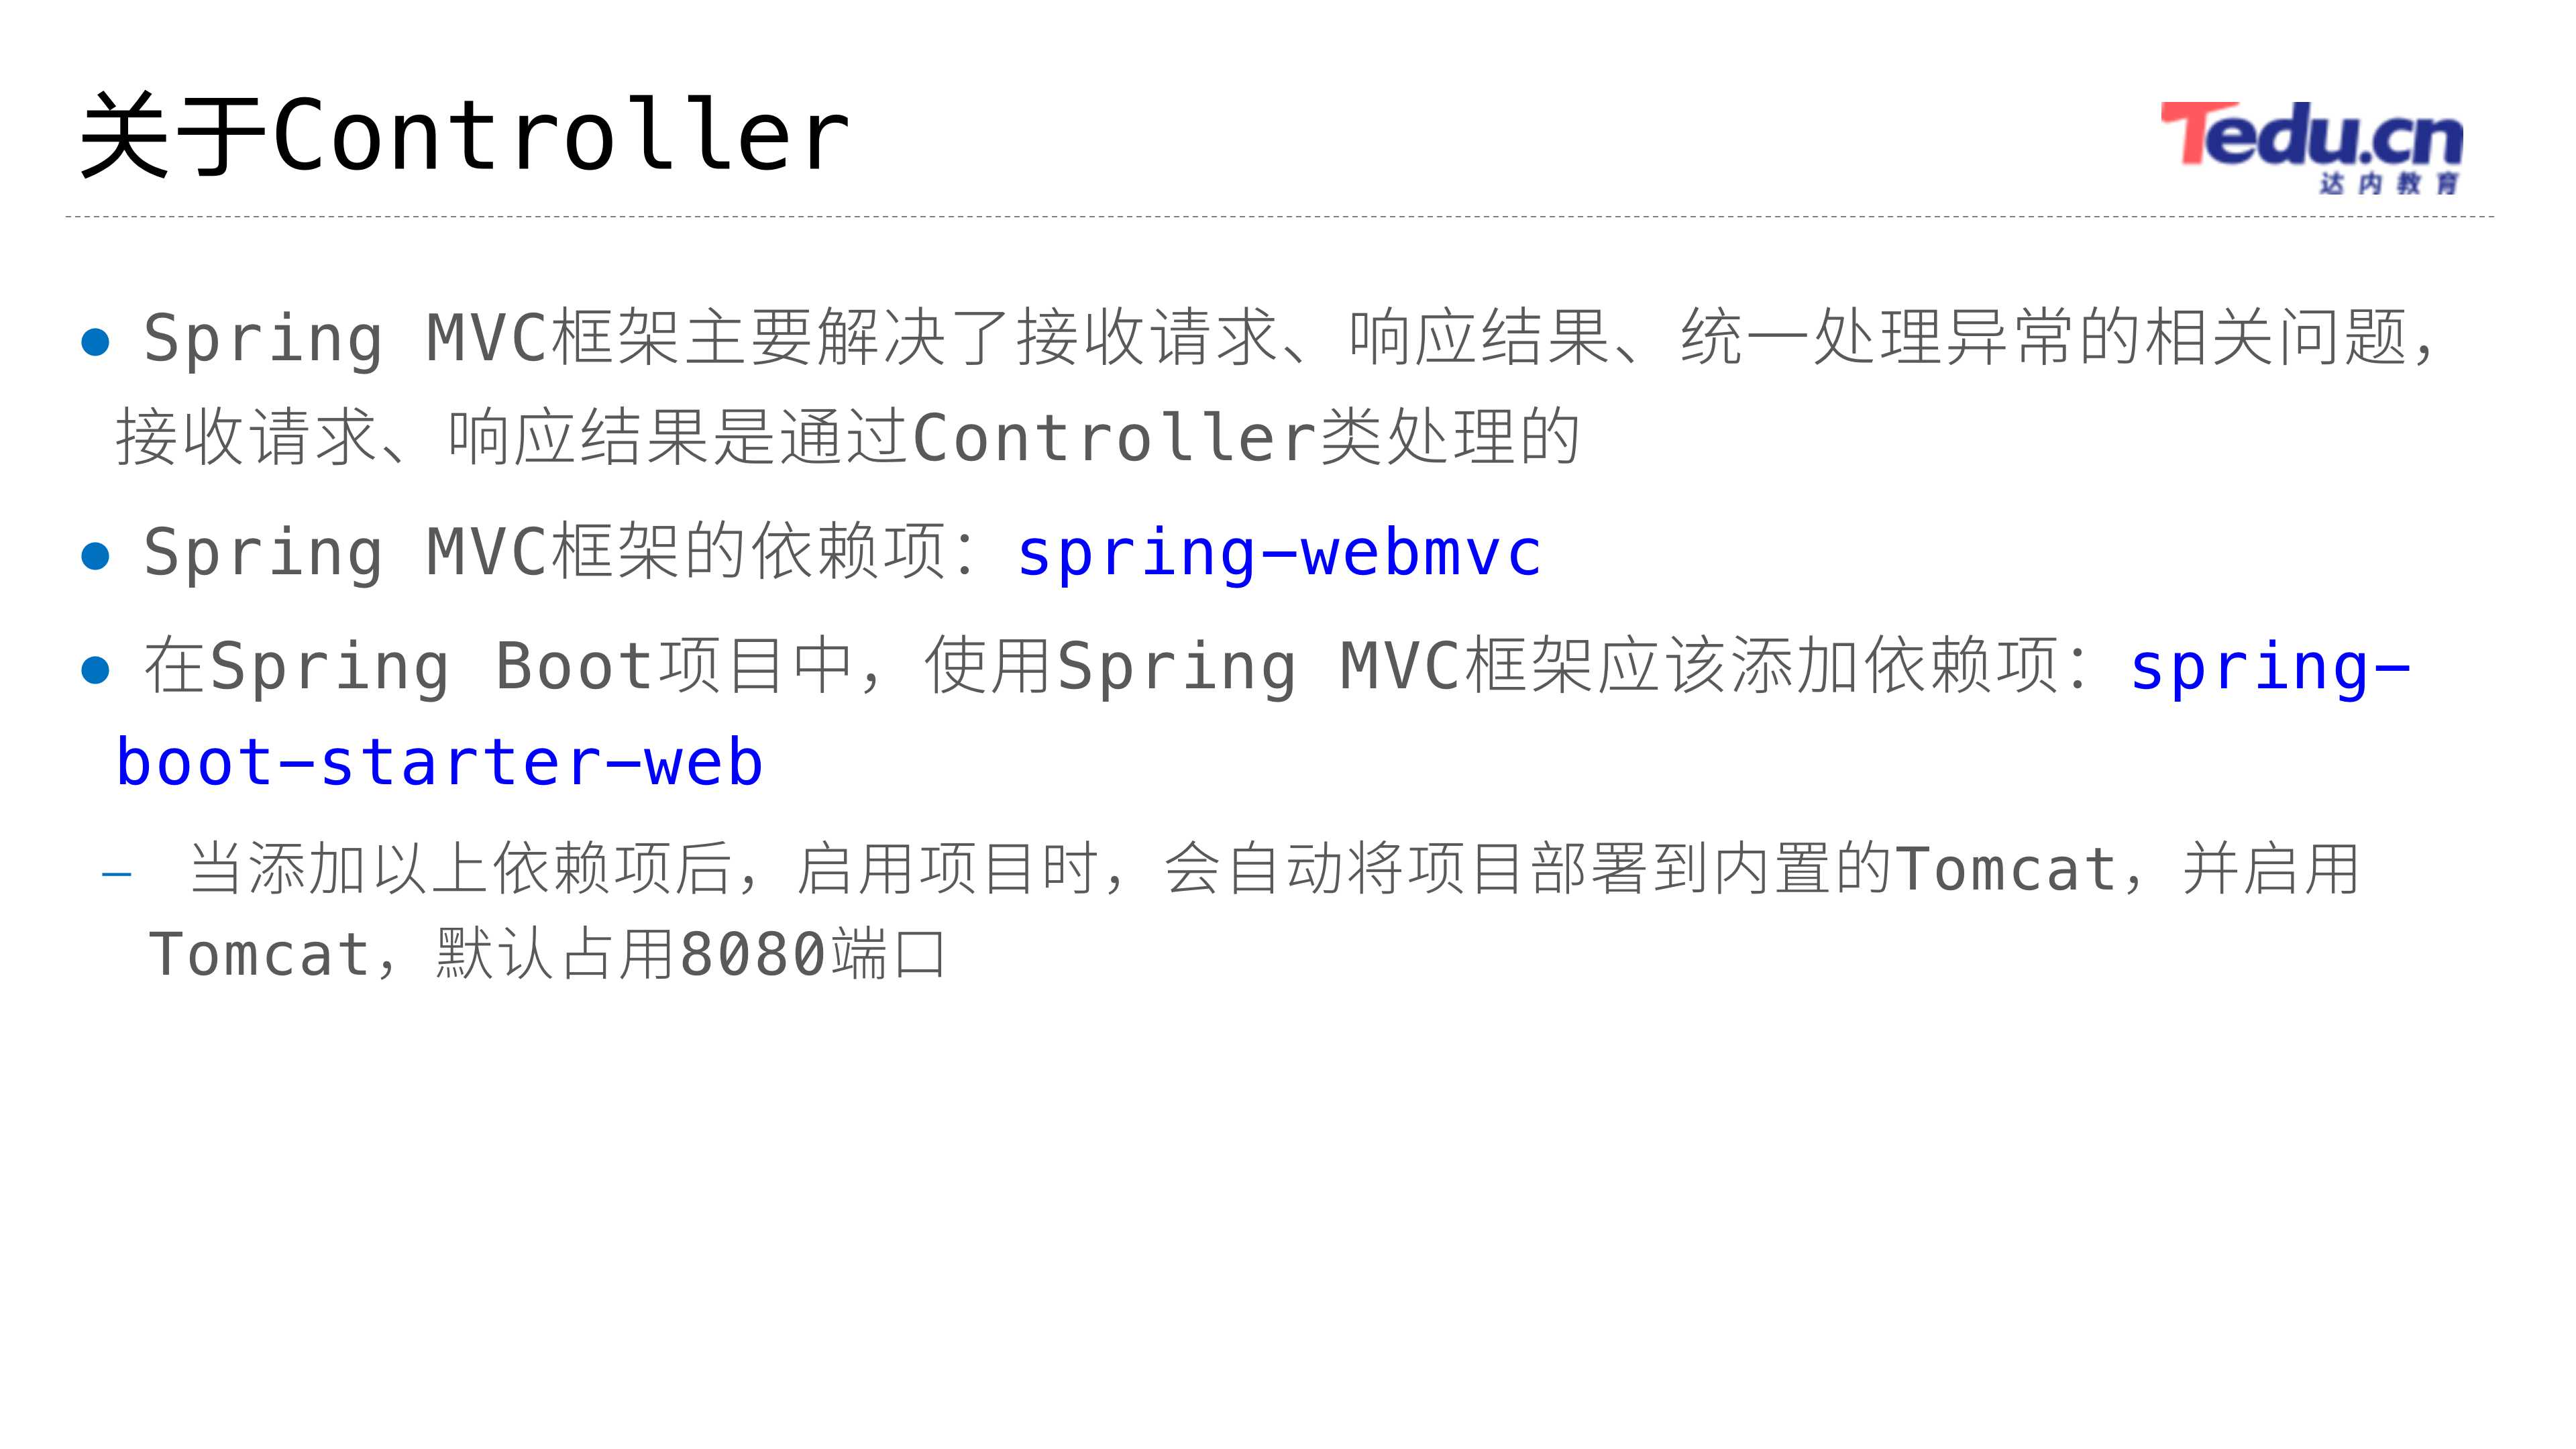 关于Controller
Tedu.cn
达内教育
● Spring MVC框架主要解决了接收请求、响应结果、统一处理异常的相关问题，
接收请求、响应结果是通过Controller类处理的
● Spring MVC框架的依赖项：spring-webmvc
● 在Spring Boot项目中，使用Spring MVC框架应该添加依赖项：spring-
boot-starter-web
– 当添加以上依赖项后，启用项目时，会自动将项目部署到内置的Tomcat，并启用
Tomcat，默认占用8080端口